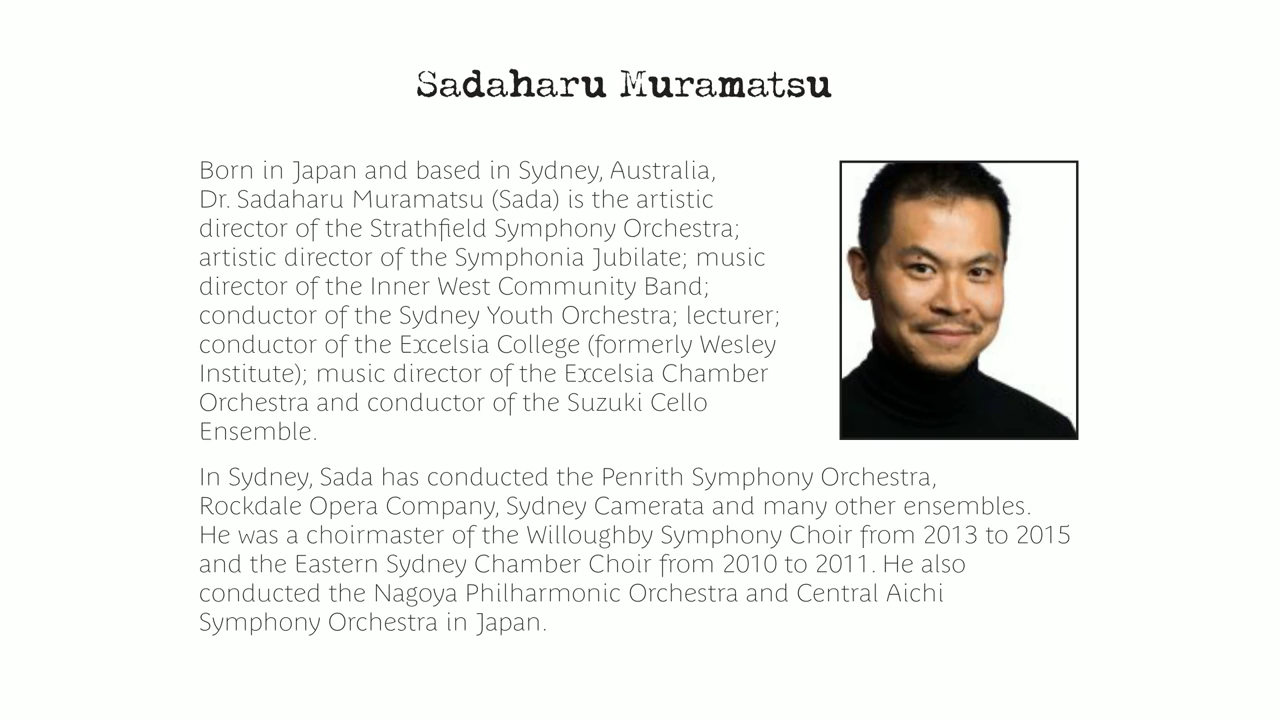 Sadaharu Muramatsu
Born in Japan and based in Sydney, Australia,
Dr. Sadaharu Muramatsu (Sada) is the artistic
director of the Strathfield Symphony Orchestra;
artistic director of the Symphonia Jubilate; music
director of the Inner West Community Band;
conductor of the Sydney Youth Orchestra; lecturer;
conductor of the Excelsia College (formerly Wesley
Institute); music director of the Excelsia Chamber
Orchestra and conductor of the Suzuki Cello
Ensemble.
In Sydney, Sada has conducted the Penrith Symphony Orchestra,
Rockdale Opera Company, Sydney Camerata and many other ensembles.
He was a choirmaster of the Willoughby Symphony Choir from 2013 to 2015
and the Eastern Sydney Chamber Choir from 2010 to 2011. He also
conducted the Nagoya Philharmonic Orchestra and Central Aichi
Symphony Orchestra in Japan.